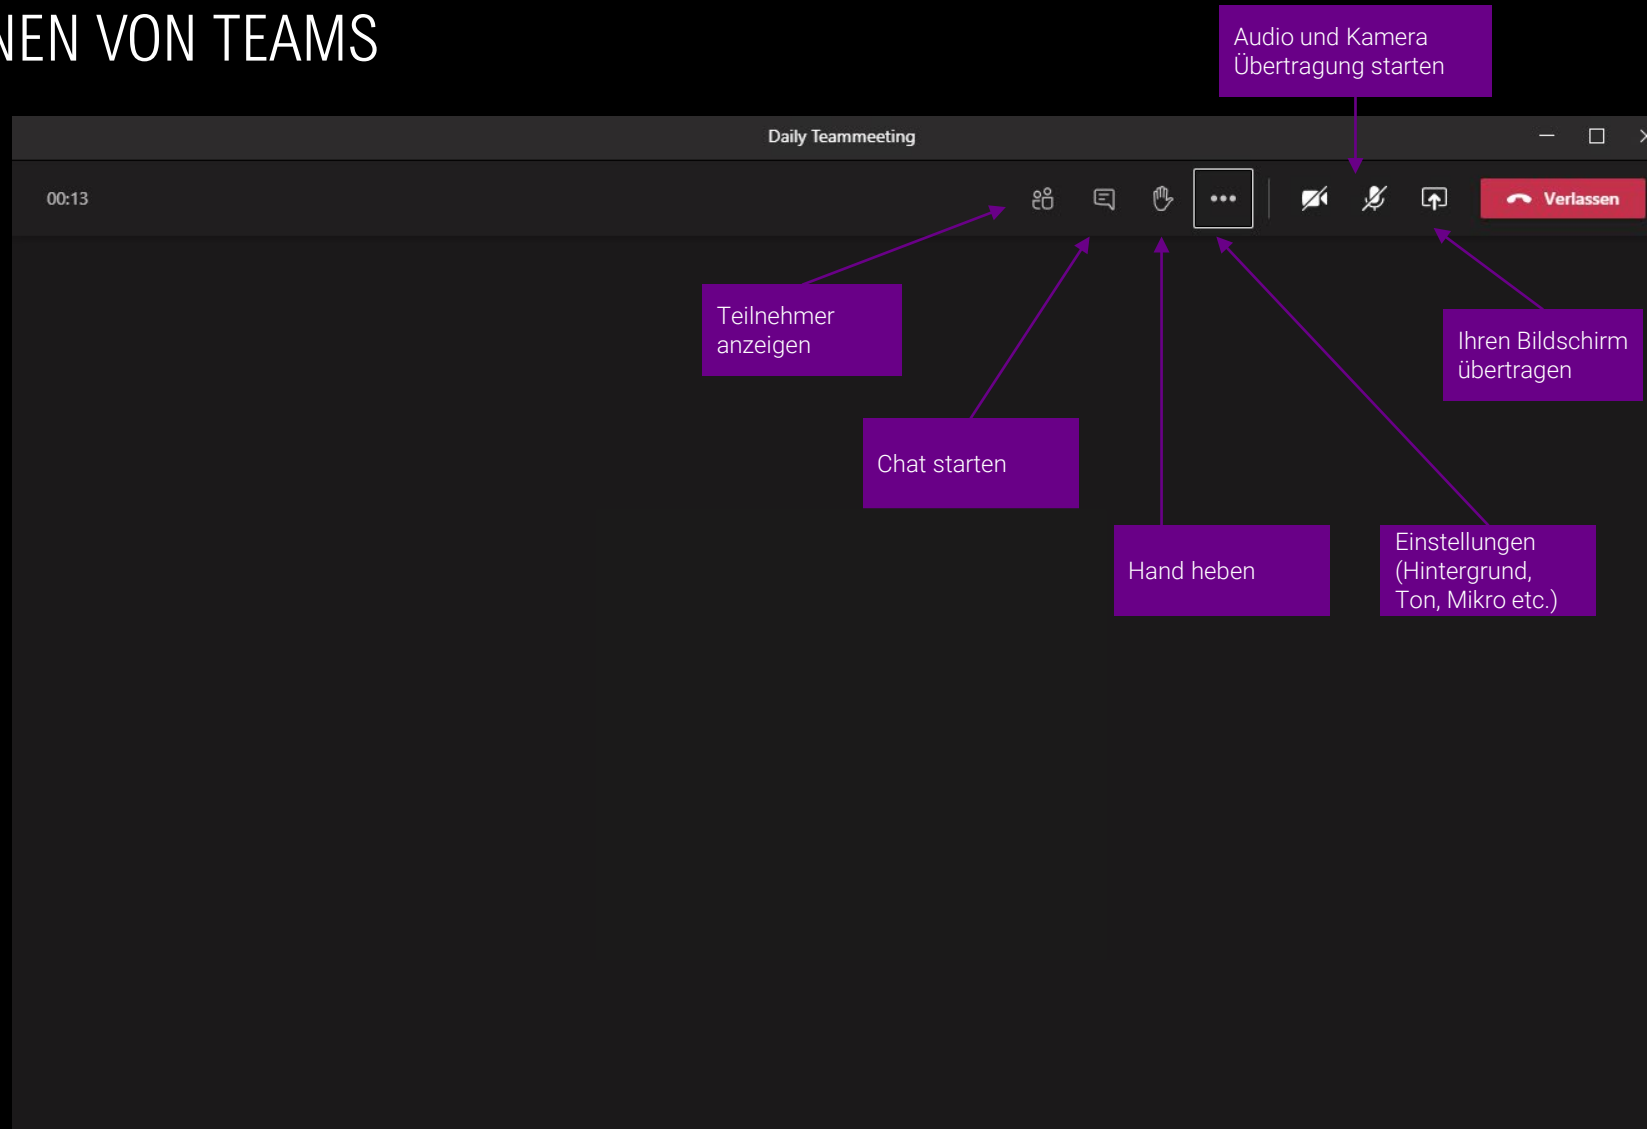 NEN VON TEAMS
Audio und Kamera
Übertragung starten
Daily Teammeeting
00:13
Verlassen
Teilnehmer
anzeigen
Ihren Bildschirm
übertragen
Chat starten
Hand heben
Einstellungen
(Hintergrund,
Ton, Mikro etc.)